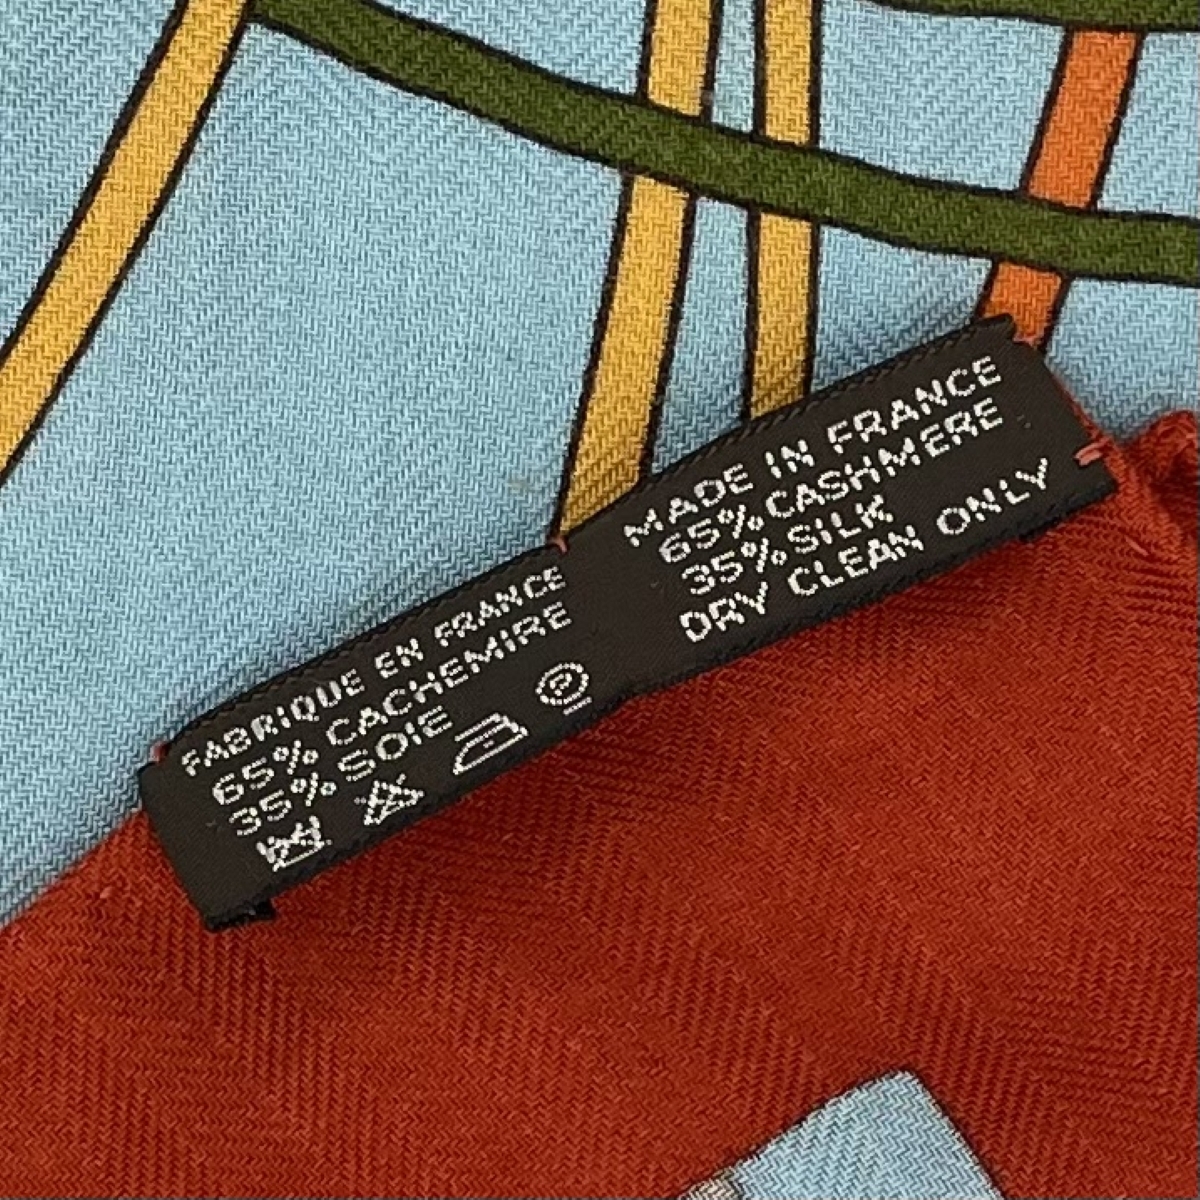 FABRIQUE EN FRANCE
65% CACHEMIRE
35% SOIE
MADE IN FRANCE
65% CASHMERE
35% SILK
DRY CLEAN ONLY